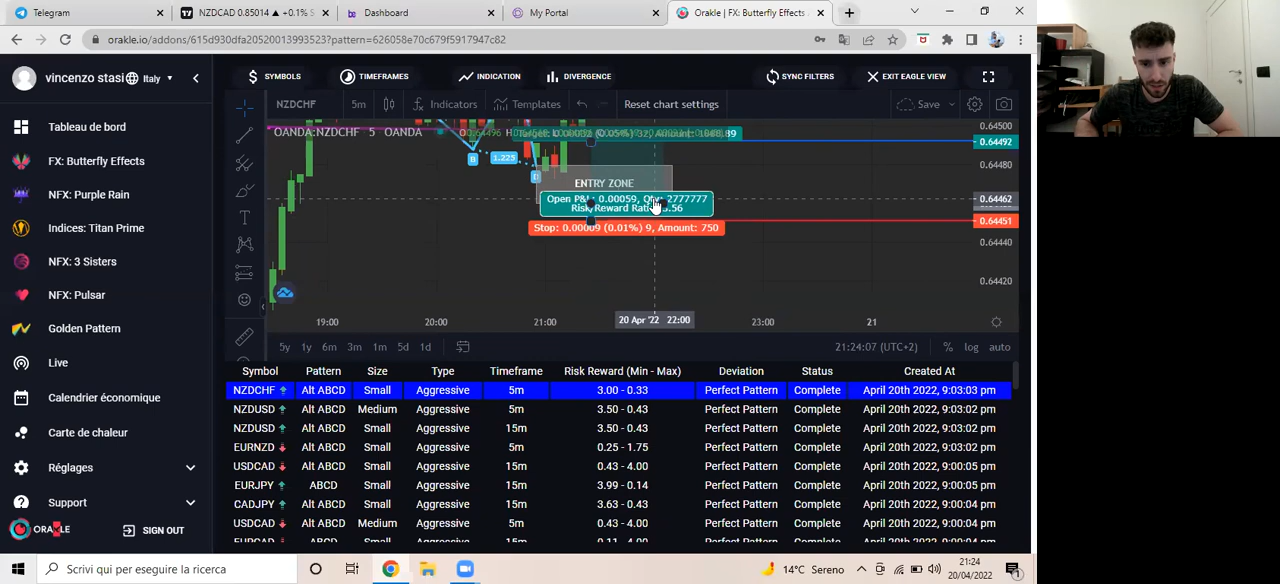 Telegram
NZDCAD 0.85014 ▲ +0.1% S
Dashboard
My Portal
Orakle | FX: Butterfly Effects
orakle.io/addons/615d930dfa2052001399352​3?pattern=626058e70c679f5917947c82
vincenzo stasi Italy
SYMBOLS TIMEFRAMES INDICATION DIVERGENCE SYNC FILTERS EXIT EAGLE VIEW
Tableau de bord
FX: Butterfly Effects
NFX: Purple Rain
Indices: Titan Prime
NFX: 3 Sisters
NFX: Pulsar
Golden Pattern
Live
Calendrier économique
Carte de chaleur
Réglages
Support
ORAKLE SIGN OUT
NZDCHF 5m Indicators Templates Reset chart settings Save
OANDA:NZDCHF 5 OANDA
0.64500
0.64492
0.64480
0.64462
0.64451
0.64440
0.64420
B 1.225
ENTRY ZONE
Open P&L: 0.00059, Qty: 2777777
Risk/Reward Ratio:
Stop: 0.00009 (0.01%) 9, Amount: 750
19:00 20:00 21:00 20 Apr '22 22:00 23:00 21
5y 1y 6m 3m 1m 5d 1d 21:24:07 (UTC+2) % log auto
Symbol Pattern Size Type Timeframe Risk Reward (Min - Max) Deviation Status Created At
NZDCHF Alt ABCD Small Aggressive 5m 3.00 - 0.33 Perfect Pattern Complete April 20th 2022, 9:03:03 pm
NZDUSD Alt ABCD Medium Aggressive 5m 3.50 - 0.43 Perfect Pattern Complete April 20th 2022, 9:03:02 pm
NZDUSD Alt ABCD Small Aggressive 15m 3.50 - 0.43 Perfect Pattern Complete April 20th 2022, 9:03:02 pm
EURNZD Alt ABCD Small Aggressive 5m 0.25 - 1.75 Perfect Pattern Complete April 20th 2022, 9:00:05 pm
USDCAD Alt ABCD Small Aggressive 15m 0.43 - 4.00 Perfect Pattern Complete April 20th 2022, 9:00:05 pm
EURJPY ABCD Small Aggressive 15m 3.99 - 0.14 Perfect Pattern Complete April 20th 2022, 9:00:04 pm
CADJPY Alt ABCD Small Aggressive 15m 3.63 - 0.43 Perfect Pattern Complete April 20th 2022, 9:00:04 pm
USDCAD Alt ABCD Medium Aggressive 5m 0.43 - 4.00 Perfect Pattern Complete April 20th 2022, 9:00:04 pm
Scrivi qui per eseguire la ricerca 14°C Sereno 21:24
20/04/2022